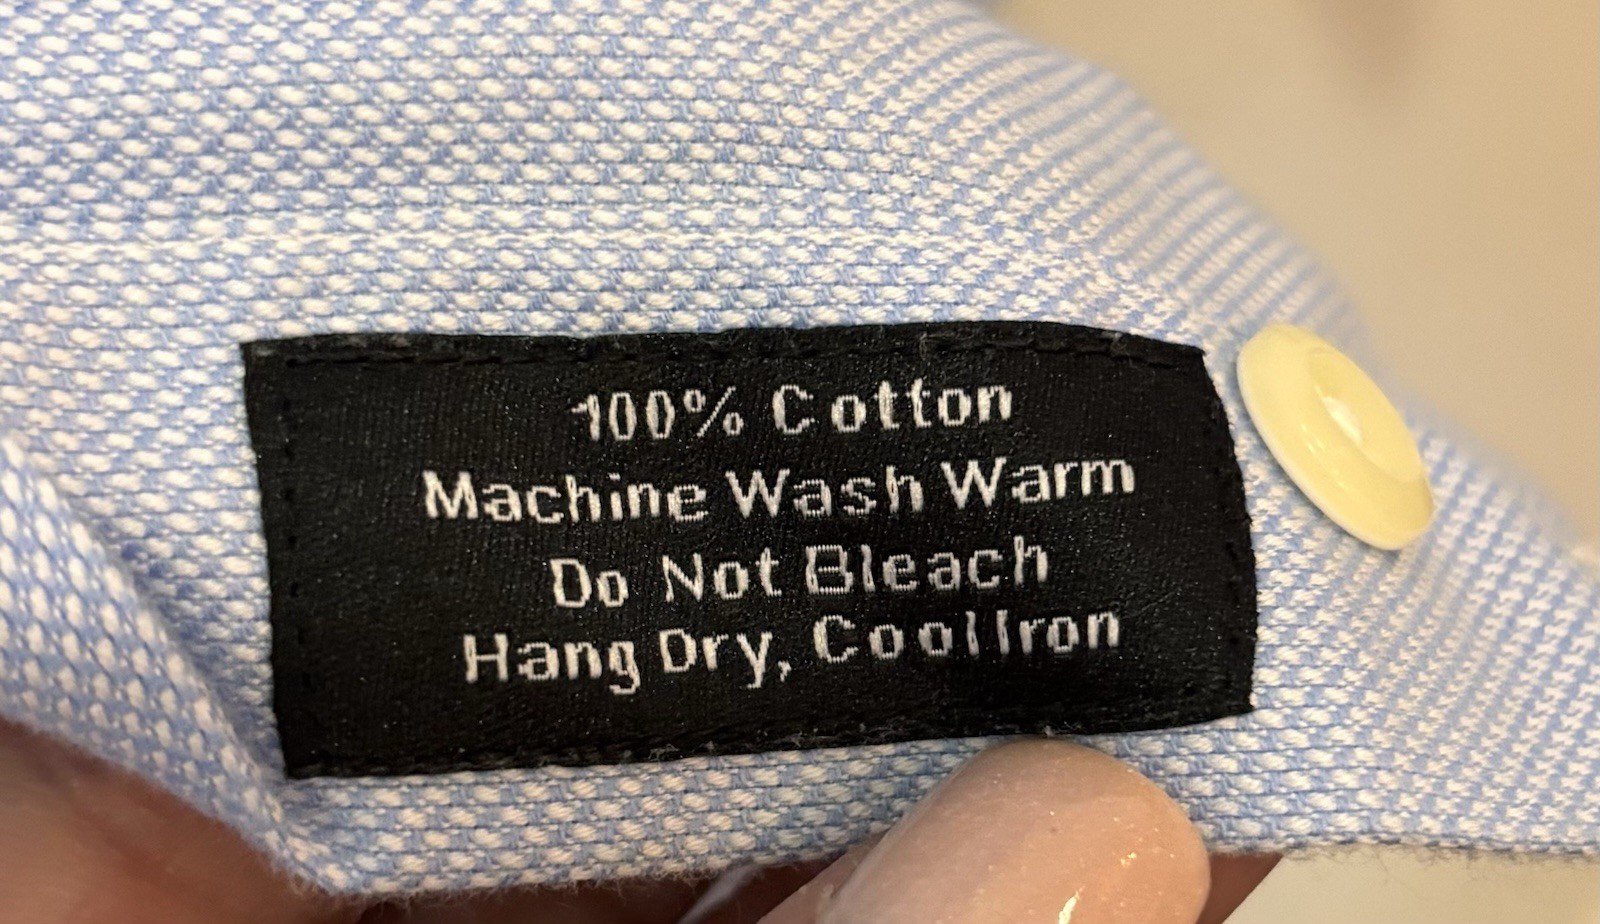 100% Cotton
Machine Wash Warm
Do Not Bleach
Hang Dry, Cool Iron